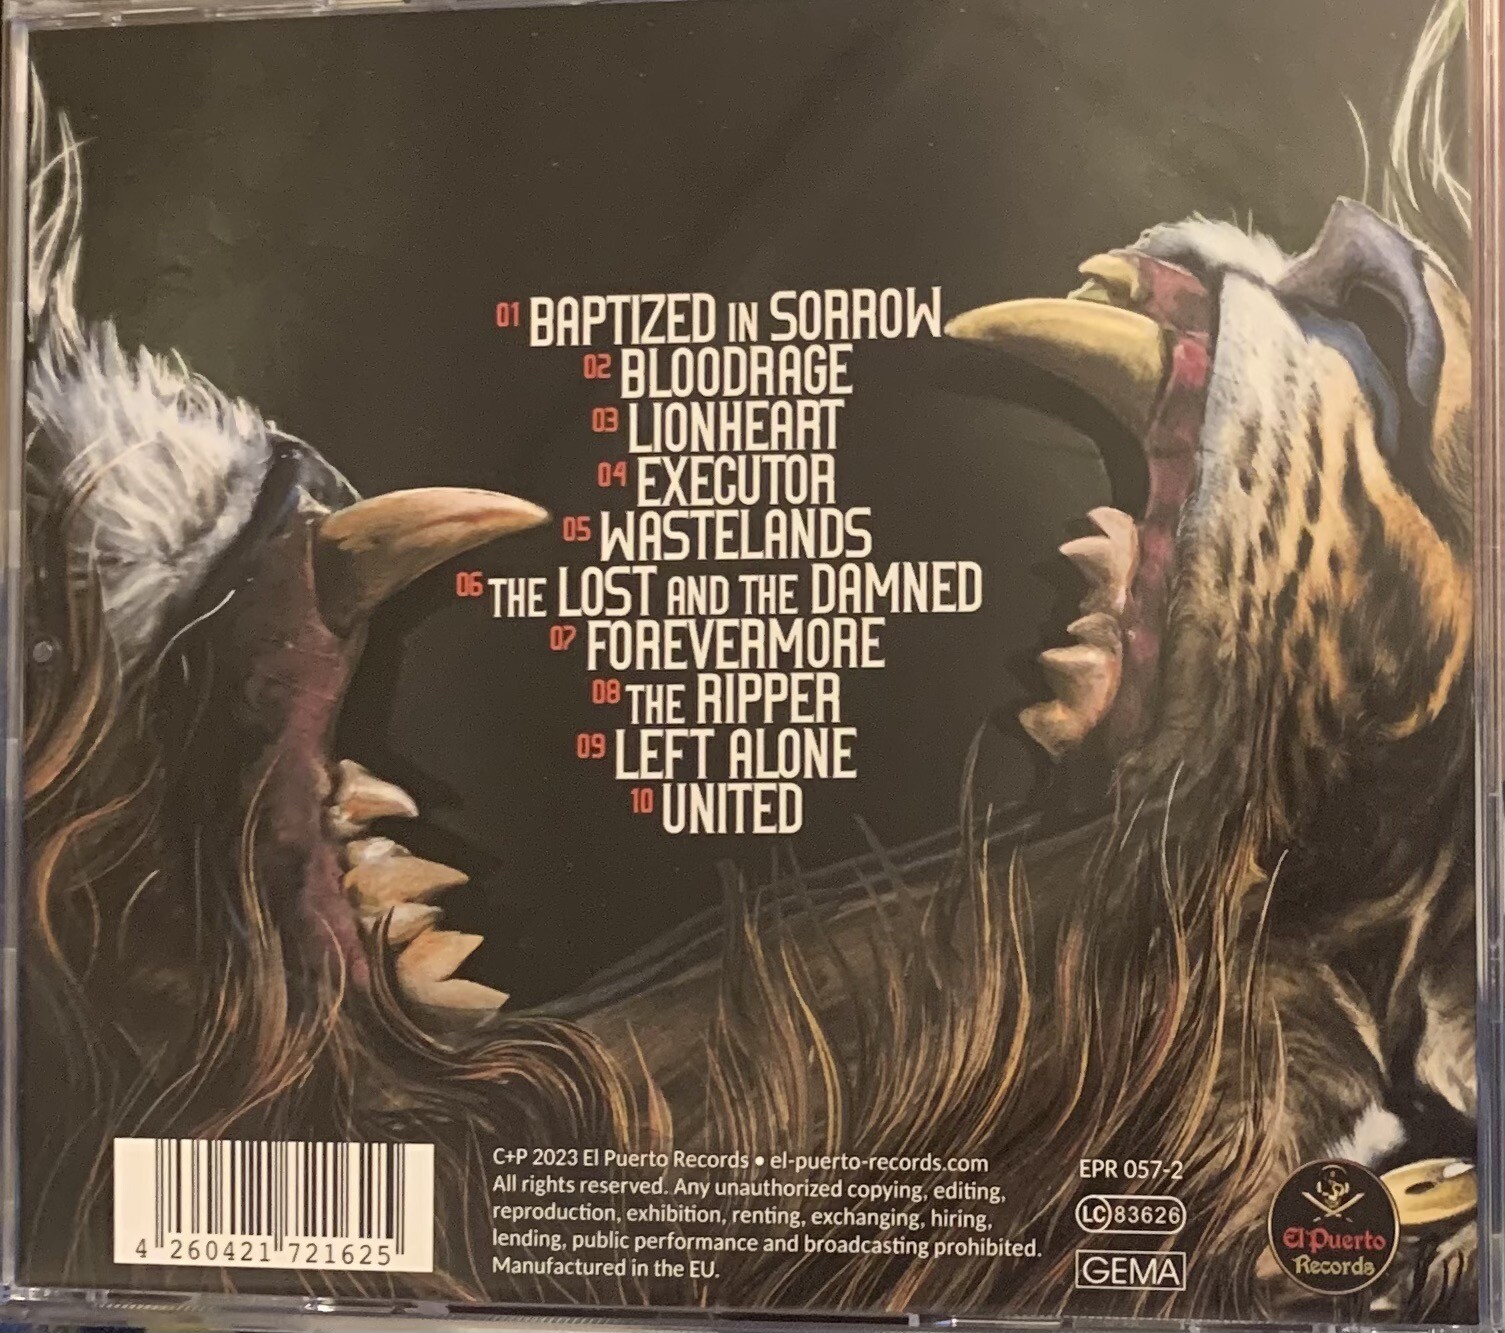 01 BAPTIZED IN SORROW
02 BLOODRAGE
03 LIONHEART
04 EXECUTOR
05 WASTELANDS
06 THE LOST AND THE DAMNED
07 FOREVERMORE
08 THE RIPPER
09 LEFT ALONE
10 UNITED
4 260421 721625
C+P 2023 El Puerto Records • el-puerto-records.com
All rights reserved. Any unauthorized copying, editing,
reproduction, exhibition, renting, exchanging, hiring,
lending, public performance and broadcasting prohibited.
Manufactured in the EU.
EPR 057-2
LC 83626
GEMA
El Puerto
Records